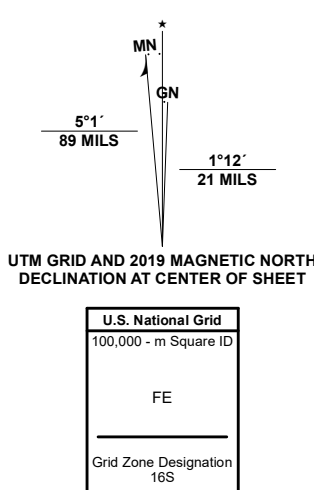 ★
MN
GN
5°1´
89 MILS
1°12´
21 MILS
UTM GRID AND 2019 MAGNETIC NORTH
DECLINATION AT CENTER OF SHEET
U.S. National Grid
100,000 - m Square ID
FE
Grid Zone Designation
16S